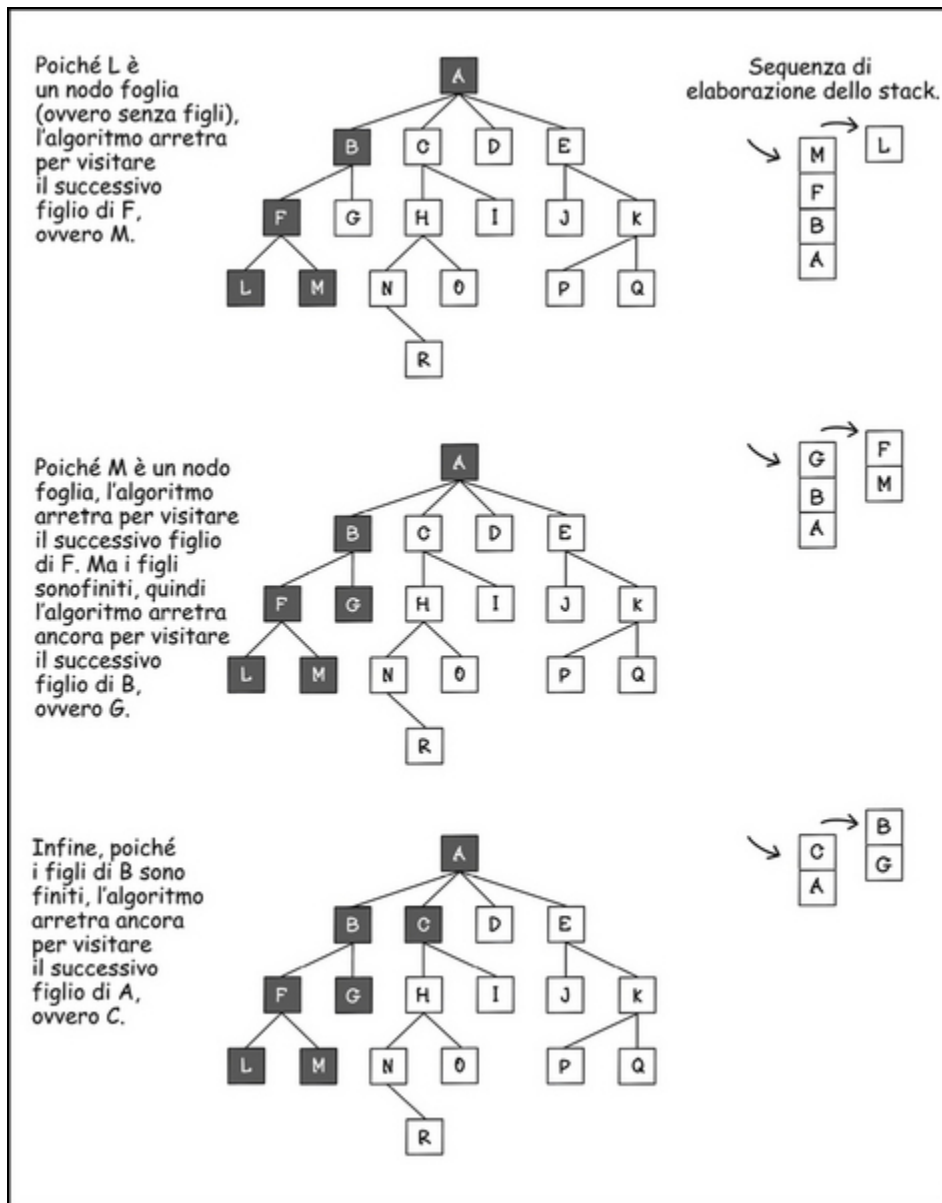 Poiché L è
un nodo foglia
(ovvero senza figli),
l'algoritmo arretra
per visitare
il successivo
figlio di F,
ovvero M.
A
B C D E
F G H I J K
L M N O P Q
R
Sequenza di
elaborazione dello stack.
M L
F
B
A
Poiché M è un nodo
foglia, l'algoritmo
arretra per visitare
il successivo figlio
di F. Ma i figli
sonofiniti, quindi
l'algoritmo arretra
ancora per visitare
il successivo
figlio di B,
ovvero G.
A
B C D E
F G H I J K
L M N O P Q
R
G F
B M
A
Infine, poiché
i figli di B sono
finiti, l'algoritmo
arretra ancora
per visitare
il successivo
figlio di A,
ovvero C.
A
B C D E
F G H I J K
L M N O P Q
R
C B
A G